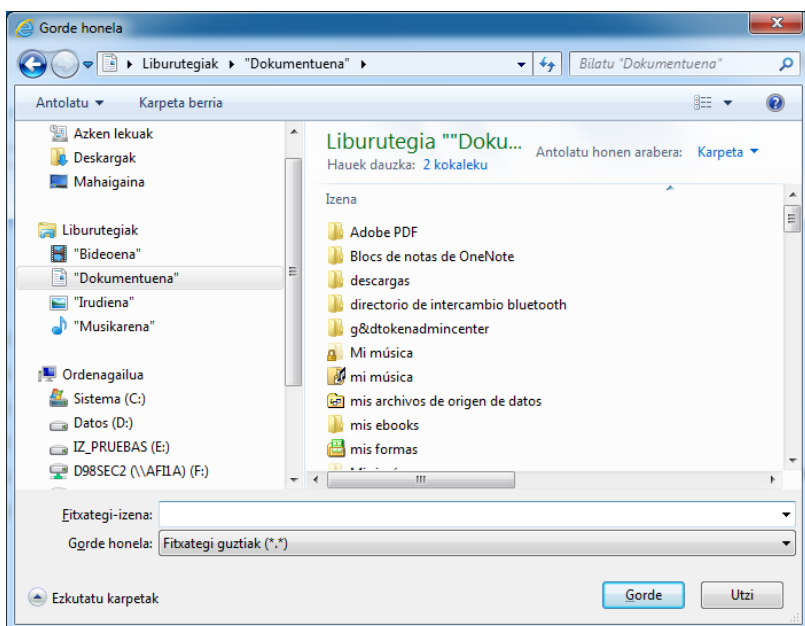 Gorde honela
Liburutegiak ▸ "Dokumentuena" ▸
Bilatu "Dokumentuena"
Antolatu
Karpeta berria
Azken lekuak
Deskargak
Mahaigaina
Liburutegiak
"Bideoena"
"Dokumentuena"
"Irudiena"
"Musikarena"
Ordenagailua
Sistema (C:)
Datos (D:)
IZ_PRUEBAS (E:)
D98SEC2 (\\AFI1A) (F:)
Liburutegia ""Doku...
Hauek dauzka: 2 kokaleku
Antolatu honen arabera: Karpeta
Izena
Adobe PDF
Blocs de notas de OneNote
descargas
directorio de intercambio bluetooth
g&dtokenadmincenter
Mi música
mi música
mis archivos de origen de datos
mis ebooks
mis formas
Fitxategi-izena:
Gorde honela: Fitxategi guztiak (*.*)
Ezkutatu karpetak
Gorde
Utzi